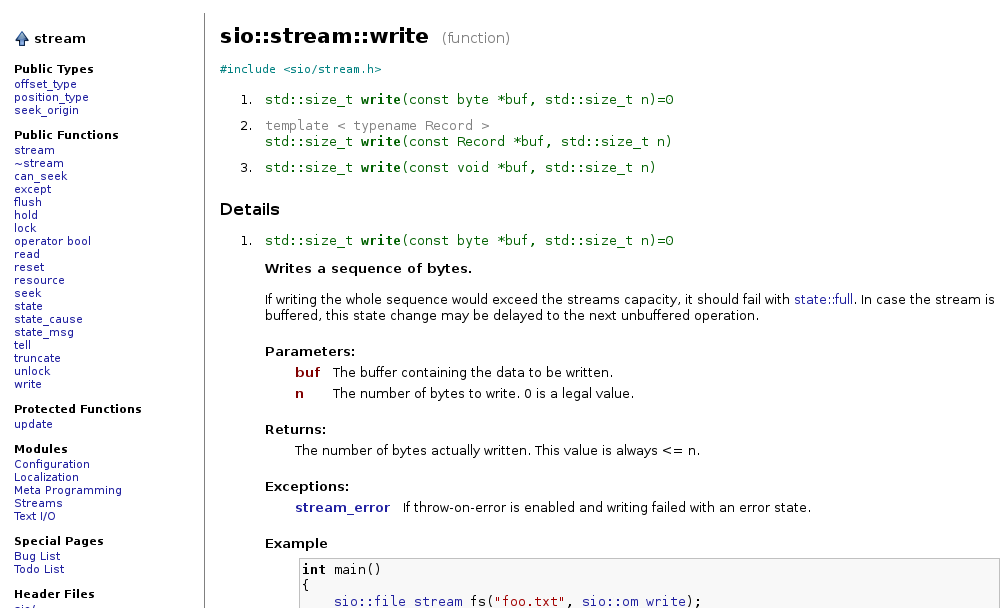 stream
Public Types
offset_type
position_type
seek_origin
Public Functions
stream
~stream
can_seek
except
flush
hold
lock
operator bool
read
reset
resource
seek
state
state_cause
state_msg
tell
truncate
unlock
write
Protected Functions
update
Modules
Configuration
Localization
Meta Programming
Streams
Text I/O
Special Pages
Bug List
Todo List
Header Files
sio/
sio::stream::write (function)
#include <sio/stream.h>
1. std::size_t write(const byte *buf, std::size_t n)=0
2. template < typename Record >
std::size_t write(const Record *buf, std::size_t n)
3. std::size_t write(const void *buf, std::size_t n)
Details
1. std::size_t write(const byte *buf, std::size_t n)=0
Writes a sequence of bytes.
If writing the whole sequence would exceed the streams capacity, it should fail with state::full. In case the stream is
buffered, this state change may be delayed to the next unbuffered operation.
Parameters:
buf The buffer containing the data to be written.
n The number of bytes to write. 0 is a legal value.
Returns:
The number of bytes actually written. This value is always <= n.
Exceptions:
stream_error If throw-on-error is enabled and writing failed with an error state.
Example
int main()
{
sio::file_stream fs("foo.txt", sio::om_write);